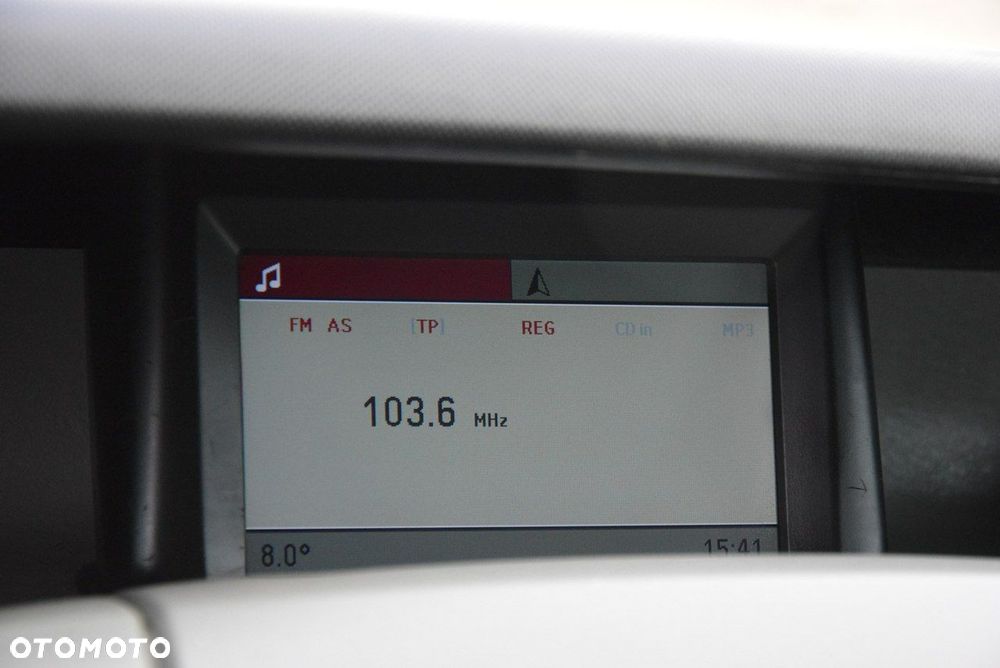 FM AS [TP] REG CD in MP3
103.6 MHz
8.0° 15:41
OTOMOTO